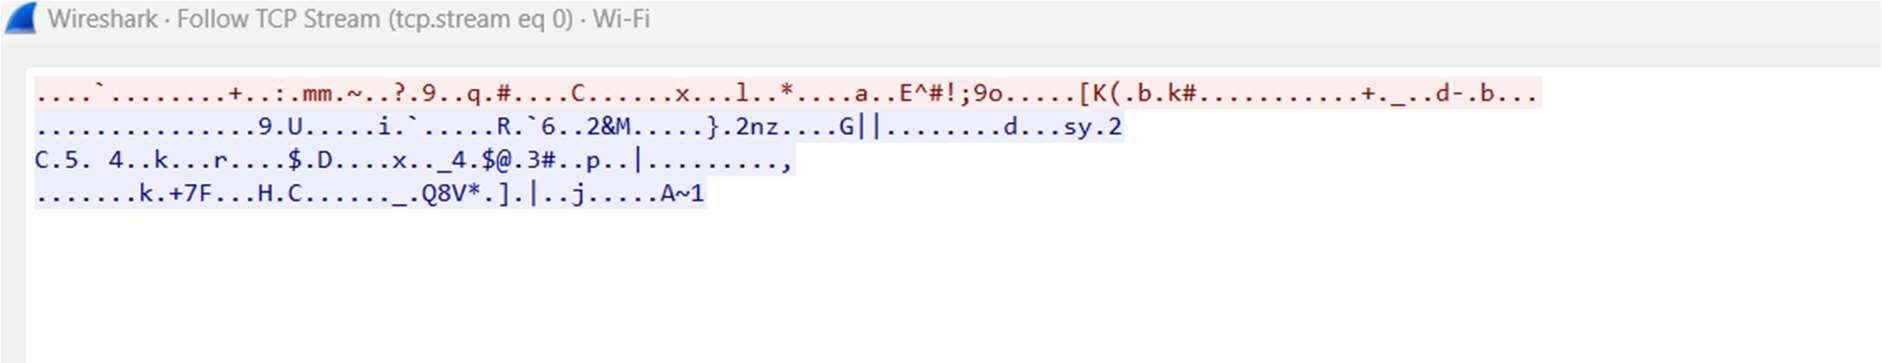 Wireshark · Follow TCP Stream (tcp.stream eq 0) · Wi-Fi
....`........+..:.mm.~..?.9..q.#....C......x...l..*....a..E^#!;9o.....[K(.b.k#...........+._..d-.b...
...............9.U.....i.`.....R.`6..2&M.....}.2nz....G||........d...sy.2
C.5. 4..k...r....$.D....x.._4.$@.3#..p..|.........,
.......k.+7F...H.C......_.Q8V*.].|..j.....A~1